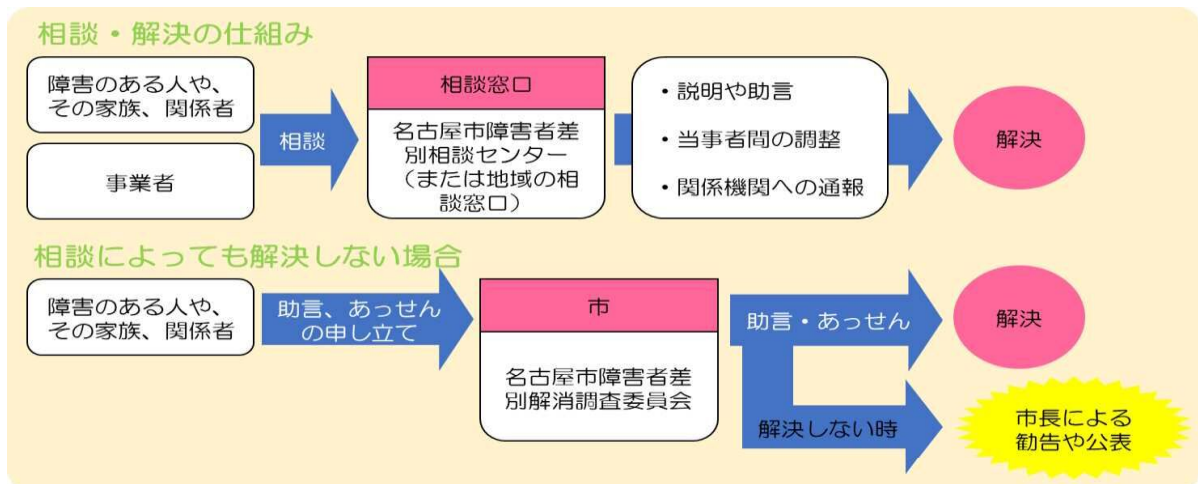 相談・解決の仕組み
障害のある人や、
その家族、関係者
事業者
相談
相談窓口
名古屋市障害者差
別相談センター
（または地域の相
談窓口）
・説明や助言
・当事者間の調整
・関係機関への通報
解決
相談によっても解決しない場合
障害のある人や、
その家族、関係者
助言、あっせん
の申し立て
市
名古屋市障害者差
別解消調査委員会
助言・あっせん
解決
解決しない時
市長による
勧告や公表